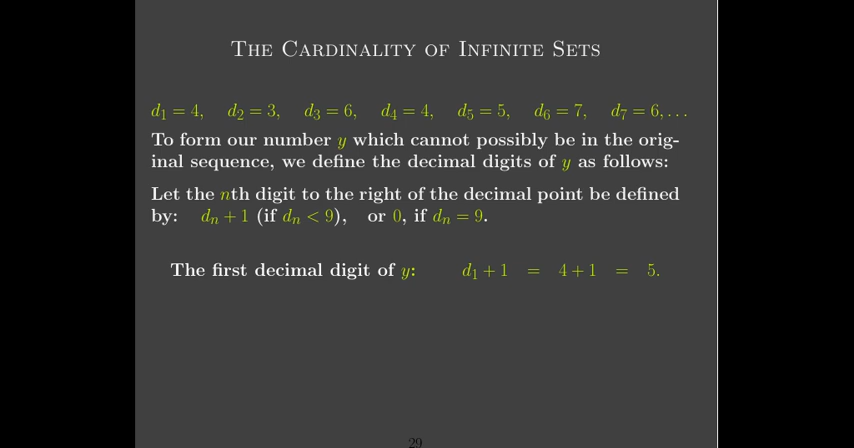 The Cardinality of Infinite Sets
d₁ = 4, d₂ = 3, d₃ = 6, d₄ = 4, d₅ = 5, d₆ = 7, d₇ = 6, . . .
To form our number y which cannot possibly be in the orig-
inal sequence, we define the decimal digits of y as follows:
Let the nth digit to the right of the decimal point be defined
by: dₙ + 1 (if dₙ < 9), or 0, if dₙ = 9.
The first decimal digit of y: d₁ + 1 = 4 + 1 = 5.
29